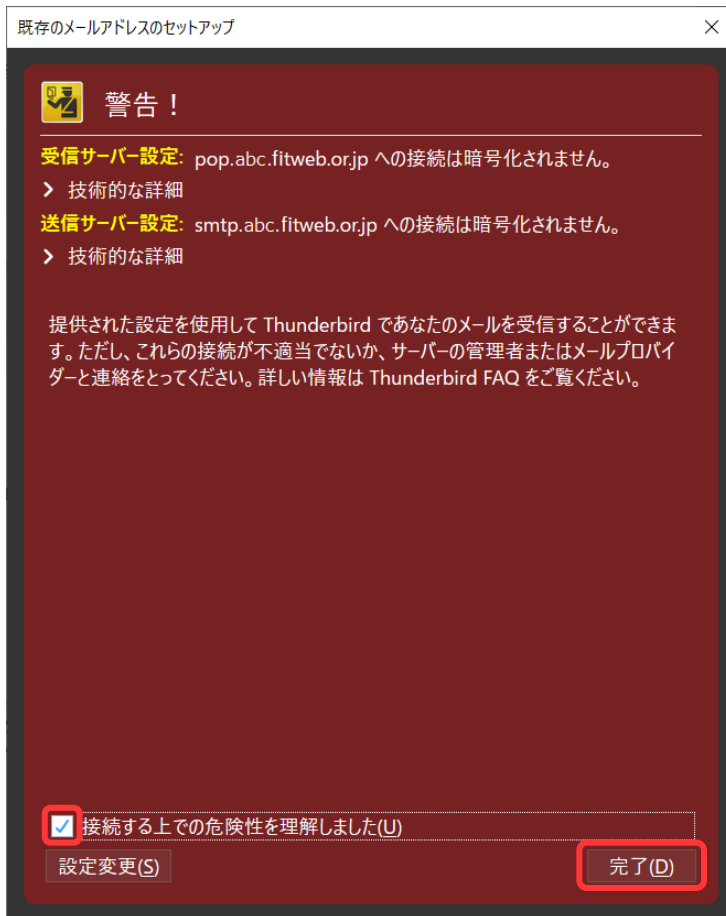 既存のメールアドレスのセットアップ
警告！
受信サーバー設定: pop.abc.fitweb.or.jp への接続は暗号化されません。
技術的な詳細
送信サーバー設定: smtp.abc.fitweb.or.jp への接続は暗号化されません。
技術的な詳細
提供された設定を使用して Thunderbird であなたのメールを受信することができま
す。ただし、これらの接続が不適当でないか、サーバーの管理者またはメールプロバイ
ダーと連絡をとってください。詳しい情報は Thunderbird FAQ をご覧ください。
接続する上での危険性を理解しました(U)
設定変更(S)
完了(D)